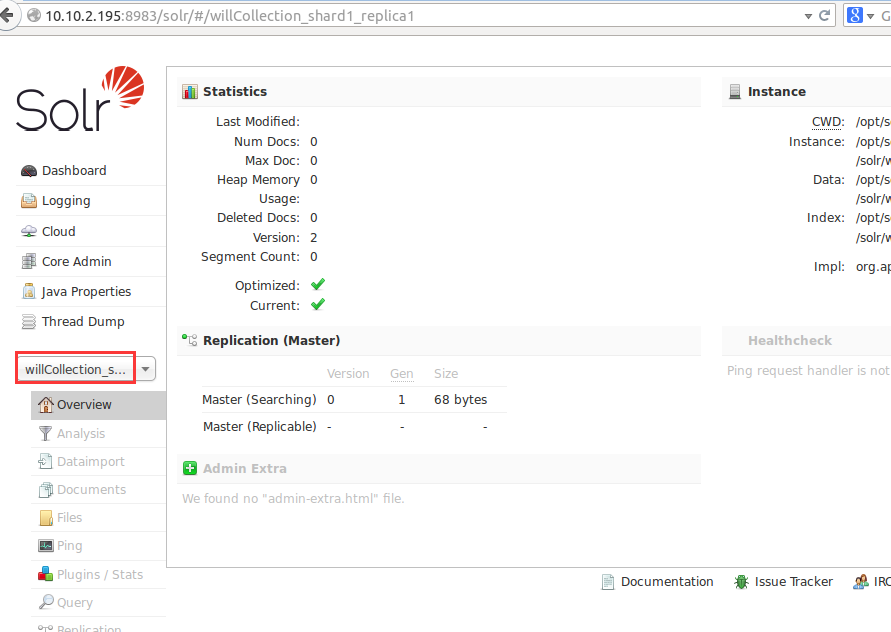 10.10.2.195:8983/solr/#/willCollection_shard1_replica1
8
Solr
Dashboard
Logging
Cloud
Core Admin
Java Properties
Thread Dump
willCollection_s...
Overview
Analysis
Dataimport
Documents
Files
Ping
Plugins / Stats
Query
Replication
Statistics
Last Modified:
Num Docs: 0
Max Doc: 0
Heap Memory 0
Usage:
Deleted Docs: 0
Version: 2
Segment Count: 0
Optimized:
Current:
Replication (Master)
Version Gen Size
Master (Searching) 0 1 68 bytes
Master (Replicable) - - -
Admin Extra
We found no "admin-extra.html" file.
Instance
CWD: /opt/s
Instance: /opt/s
/solr/w
Data: /opt/s
/solr/w
Index: /opt/s
/solr/w
Impl: org.ap
Healthcheck
Ping request handler is not
Documentation Issue Tracker IRC